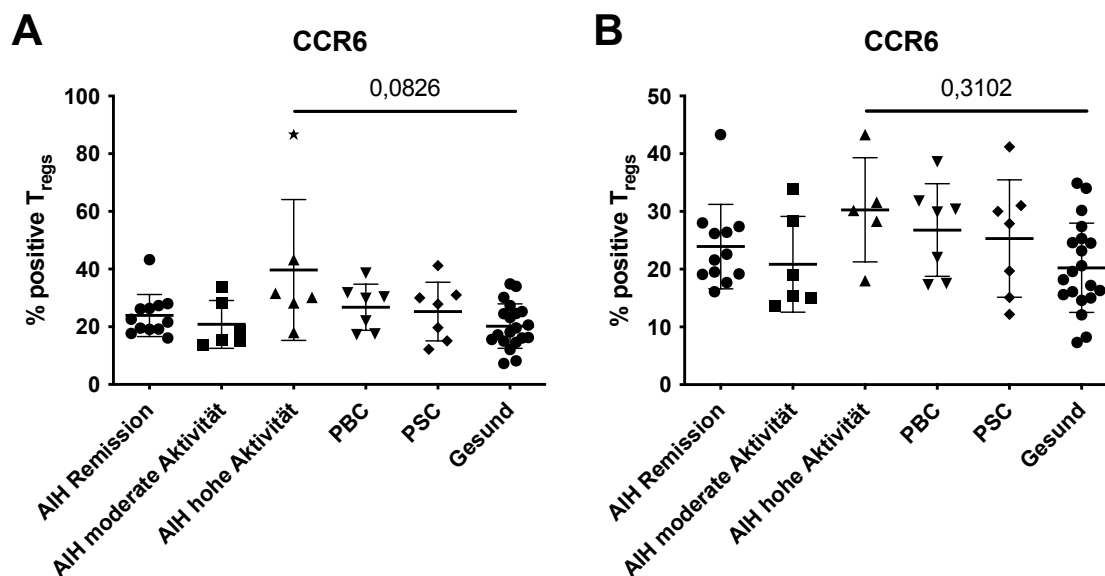 A
CCR6
0,0826
% positive Tregs
100
80
60
40
20
0
AIH Remission
AIH moderate Aktivität
AIH hohe Aktivität
PBC
PSC
Gesund
B
CCR6
0,3102
% positive Tregs
50
40
30
20
10
0
AIH Remission
AIH moderate Aktivität
AIH hohe Aktivität
PBC
PSC
Gesund